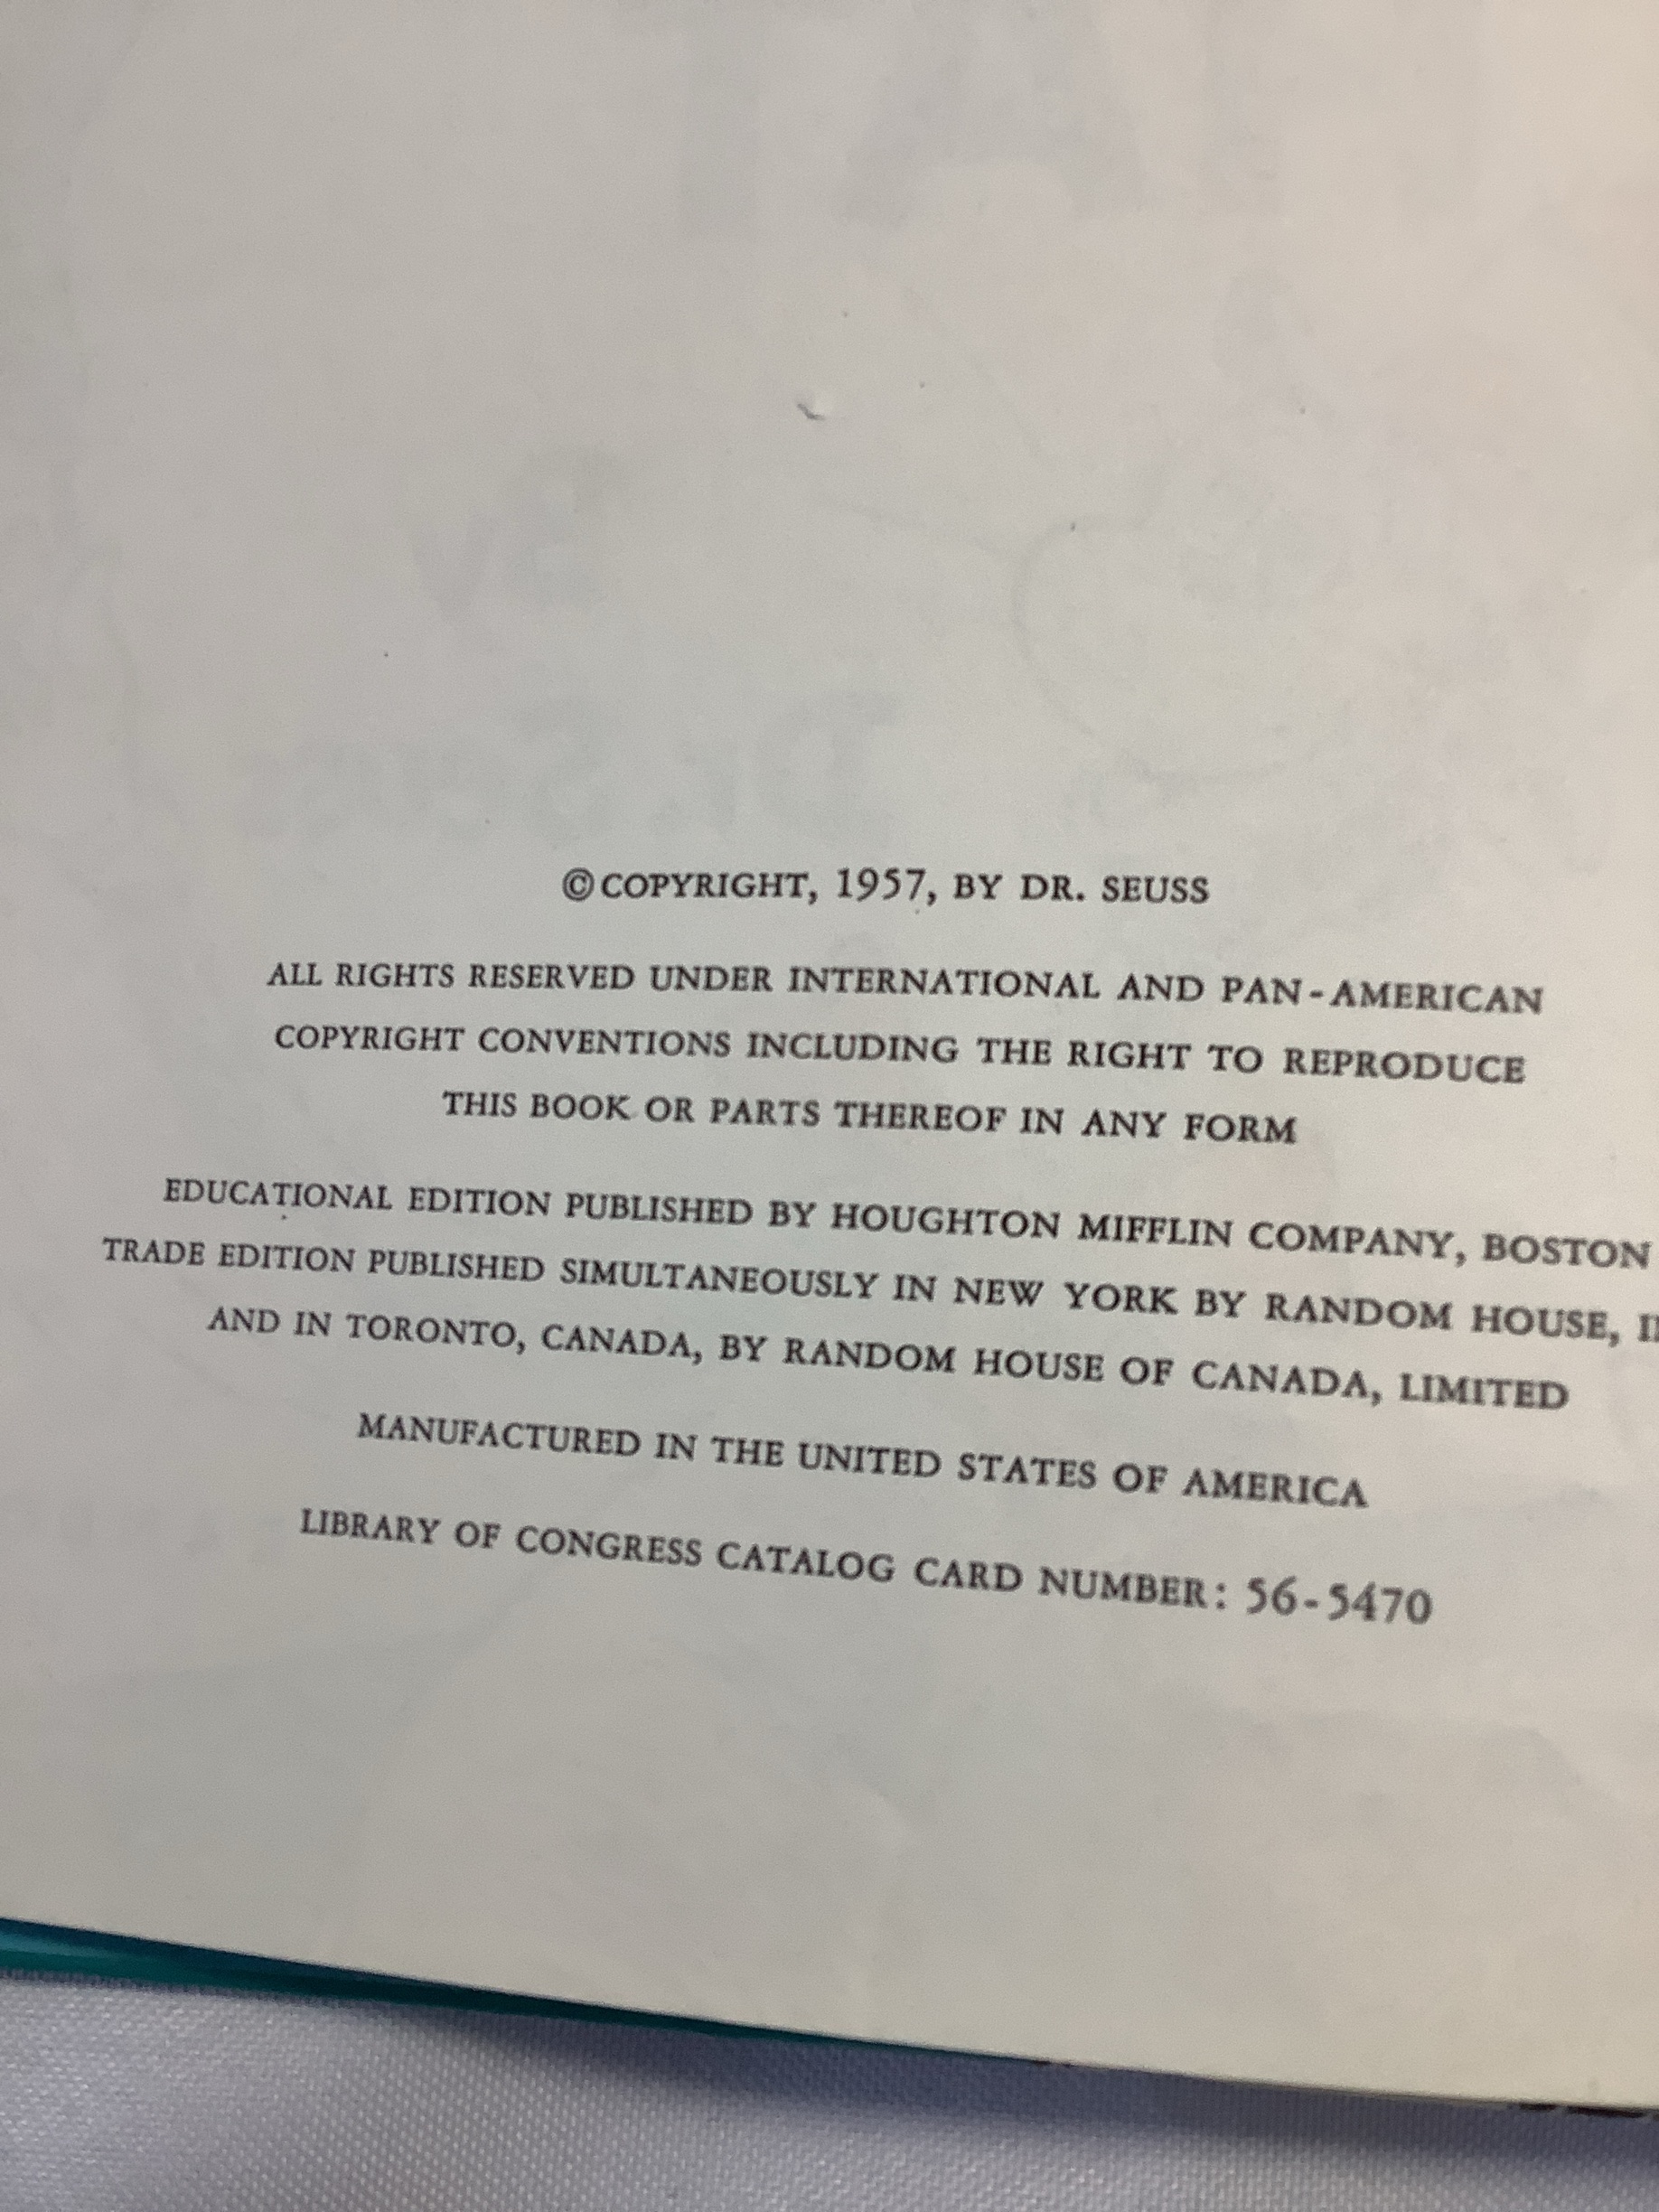 © COPYRIGHT, 1957, BY DR. SEUSS
ALL RIGHTS RESERVED UNDER INTERNATIONAL AND PAN-AMERICAN
COPYRIGHT CONVENTIONS INCLUDING THE RIGHT TO REPRODUCE
THIS BOOK OR PARTS THEREOF IN ANY FORM
EDUCATIONAL EDITION PUBLISHED BY HOUGHTON MIFFLIN COMPANY, BOSTON
TRADE EDITION PUBLISHED SIMULTANEOUSLY IN NEW YORK BY RANDOM HOUSE,
AND IN TORONTO, CANADA, BY RANDOM HOUSE OF CANADA, LIMITED
MANUFACTURED IN THE UNITED STATES OF AMERICA
LIBRARY OF CONGRESS CATALOG CARD NUMBER: 56-5470